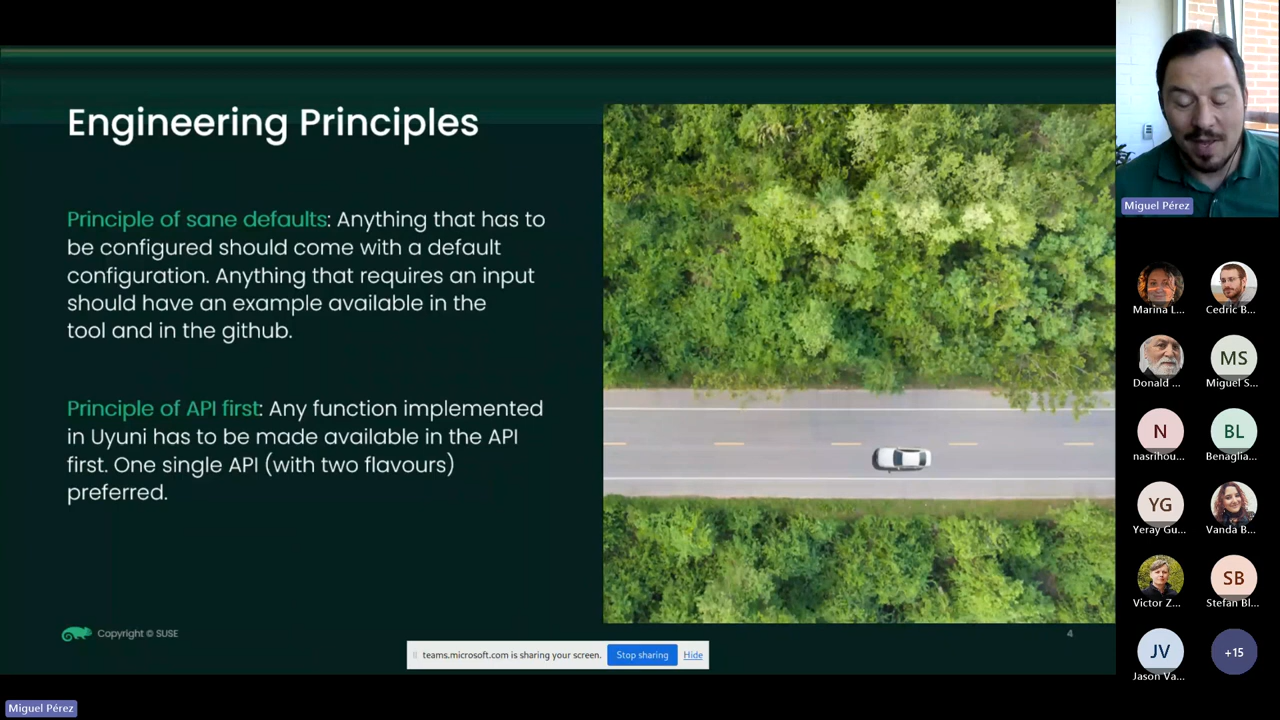 Engineering Principles
Principle of sane defaults: Anything that has to
be configured should come with a default
configuration. Anything that requires an input
should have an example available in the
tool and in the github.
Principle of API first: Any function implemented
in Uyuni has to be made available in the API
first. One single API (with two flavours)
preferred.
Copyright © SUSE
4
teams.microsoft.com is sharing your screen.
Stop sharing
Hide
Miguel Pérez
Miguel Pérez
Marina L...
Cedric B...
Donald ...
MS
Miguel S...
N
nasrihou...
BL
Benaglia...
YG
Yeray Gu...
Vanda B...
Victor Z...
SB
Stefan Bl...
JV
Jason Va...
+15